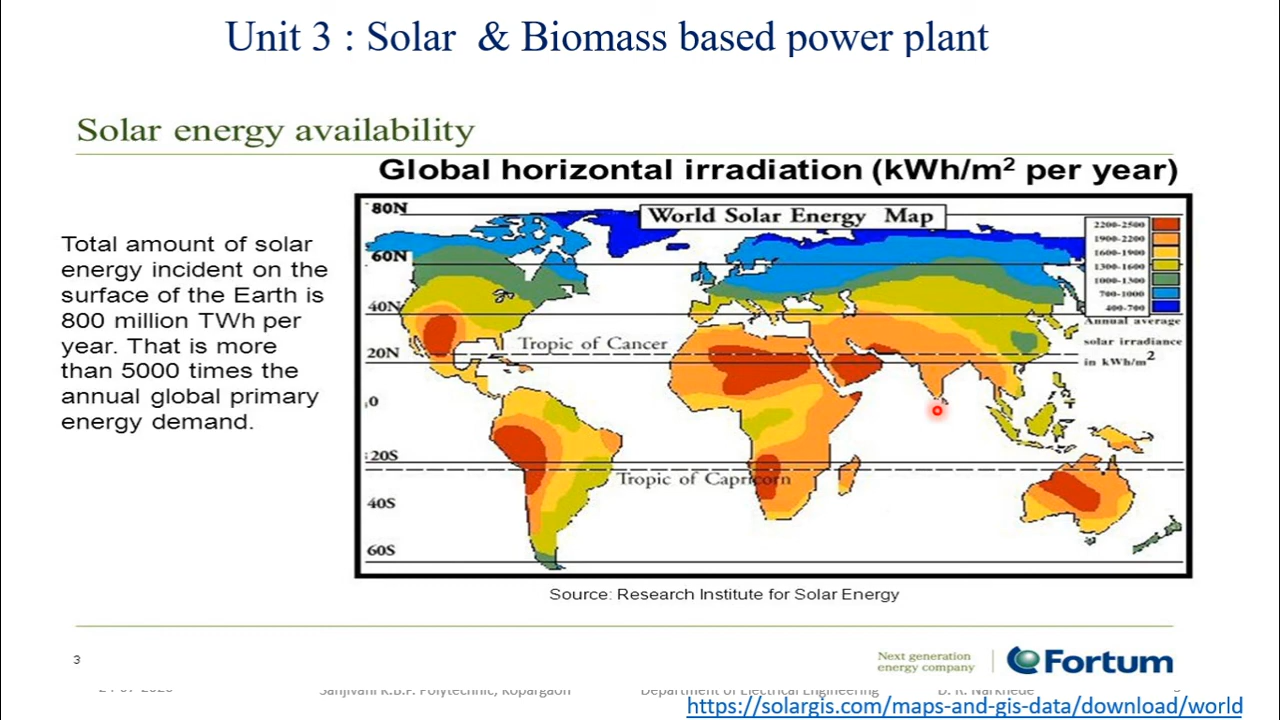 Unit 3 : Solar & Biomass based power plant
Solar energy availability
Global horizontal irradiation (kWh/m² per year)
Total amount of solar
energy incident on the
surface of the Earth is
800 million TWh per
year. That is more
than 5000 times the
annual global primary
energy demand.
World Solar Energy Map
80N
60N
40N
20N
0
20S
40S
60S
Tropic of Cancer
Tropic of Capricorn
2200-2500
1900-2200
1600-1900
1300-1600
1000-1300
700-1000
400-700
Annual average
solar irradiance
in kWh/m²
Source: Research Institute for Solar Energy
3
Next generation
energy company
Fortum
Sanjivani K.B.P. Polytechnic, Kopargaon
Department of Electrical Engineering
D. R. Narkhede
https://solargis.com/maps-and-gis-data/download/world